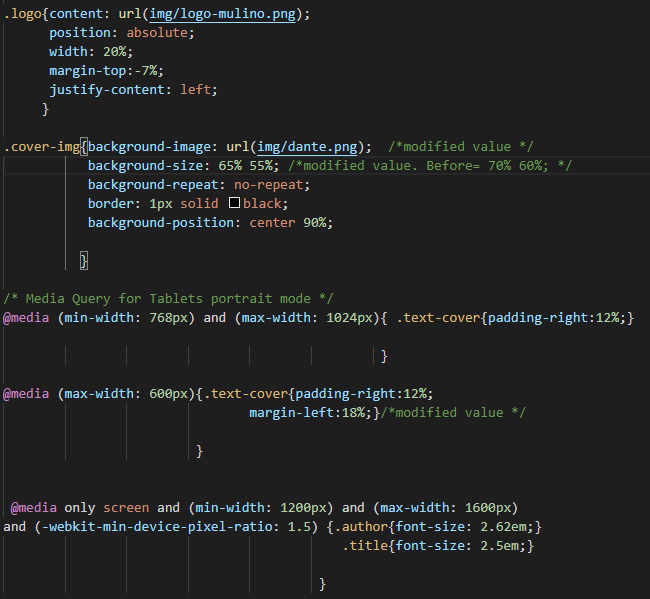 .logo{content: url(img/logo-mulino.png);
position: absolute;
width: 20%;
margin-top:-7%;
justify-content: left;
}
.cover-img{background-image: url(img/dante.png);  /*modified value */
background-size: 65% 55%; /*modified value. Before= 70% 60%; */
background-repeat: no-repeat;
border: 1px solid black;
background-position: center 90%;
}
/* Media Query for Tablets portrait mode */
@media (min-width: 768px) and (max-width: 1024px){ .text-cover{padding-right:12%;}
}
@media (max-width: 600px){.text-cover{padding-right:12%;
margin-left:18%;}/*modified value */
}
@media only screen and (min-width: 1200px) and (max-width: 1600px)
and (-webkit-min-device-pixel-ratio: 1.5) {.author{font-size: 2.62em;}
.title{font-size: 2.5em;}
}